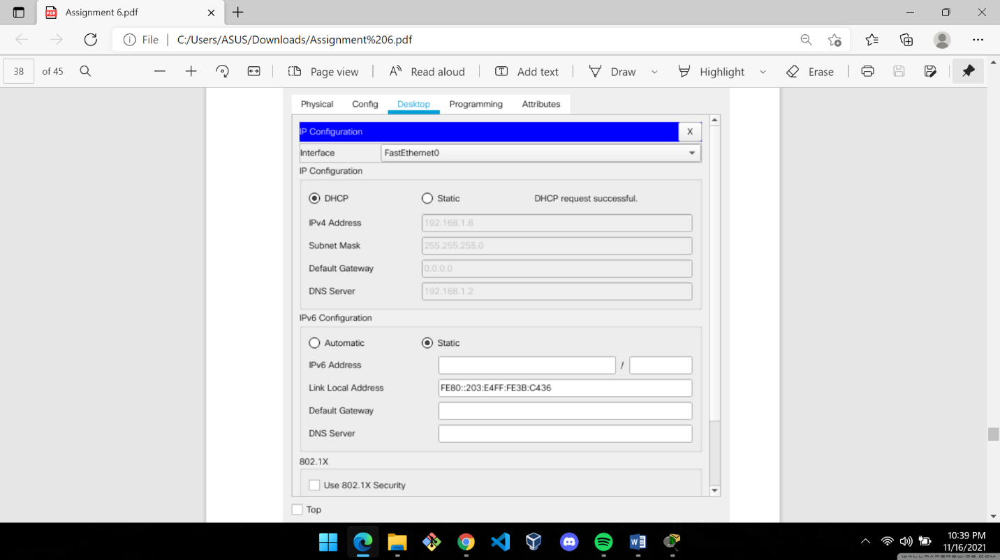 Assignment 6.pdf
File C:/Users/ASUS/Downloads/Assignment%206.pdf
38 of 45 Page view Read aloud Add text Draw Highlight Erase
Physical Config Desktop Programming Attributes
IP Configuration X
Interface FastEthernet0
IP Configuration
DHCP Static DHCP request successful.
IPv4 Address 192.168.1.8
Subnet Mask 255.255.255.0
Default Gateway 0.0.0.0
DNS Server 192.168.1.2
IPv6 Configuration
Automatic Static
IPv6 Address /
Link Local Address FE80::203:E4FF:FE3B:C436
Default Gateway
DNS Server
802.1X
Use 802.1X Security
Top
10:39 PM
11/16/2021
WALLPAPERSWIDE.COM